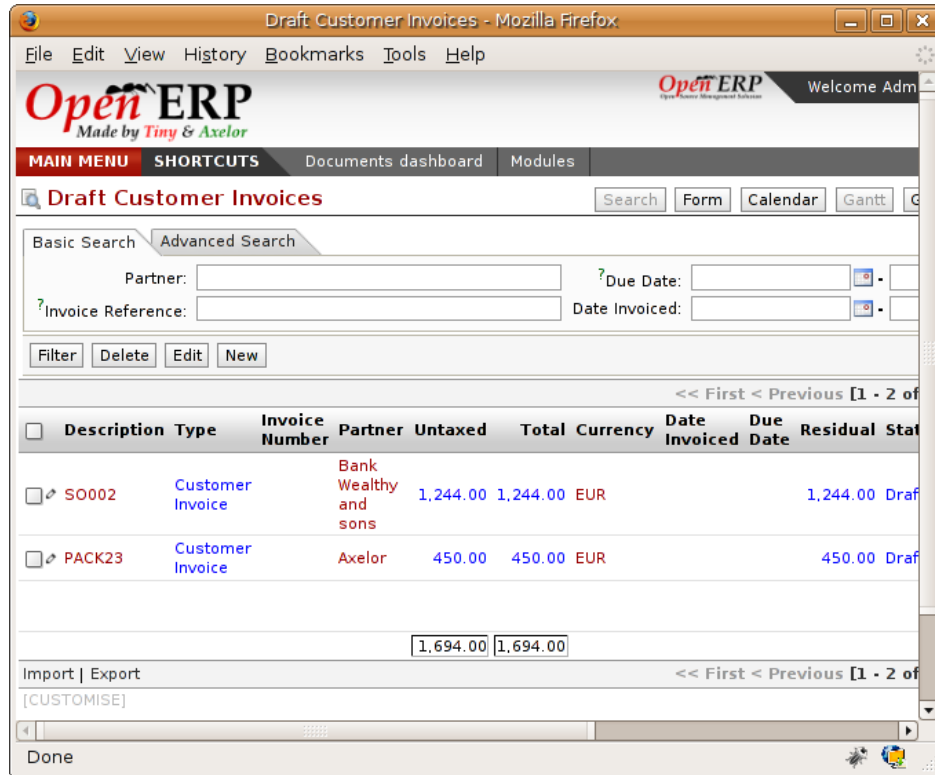 Draft Customer Invoices - Mozilla Firefox
File Edit View History Bookmarks Tools Help
Open ERP
Made by Tiny & Axelor
Open ERP
Open Source Management Solution
Welcome Adm
MAIN MENU SHORTCUTS Documents dashboard Modules
Draft Customer Invoices Search Form Calendar Gantt G
Basic Search Advanced Search
Partner: ?Due Date: -
?Invoice Reference: Date Invoiced: -
Filter Delete Edit New
<< First < Previous [1 - 2 of
Description Type Invoice Number Partner Untaxed Total Currency Date Invoiced Due Date Residual Stat
SO002 Customer Invoice Bank Wealthy and sons 1,244.00 1,244.00 EUR 1,244.00 Draf
PACK23 Customer Invoice Axelor 450.00 450.00 EUR 450.00 Draf
1,694.00 1,694.00
Import | Export << First < Previous [1 - 2 of
[CUSTOMISE]
Done